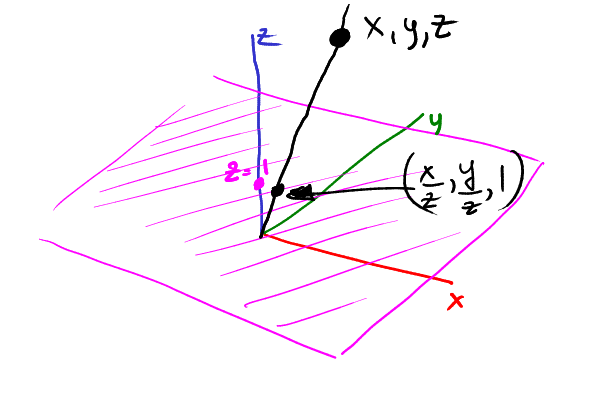 z
x, y, z
y
z=1
(x/z, y/z, 1)
x